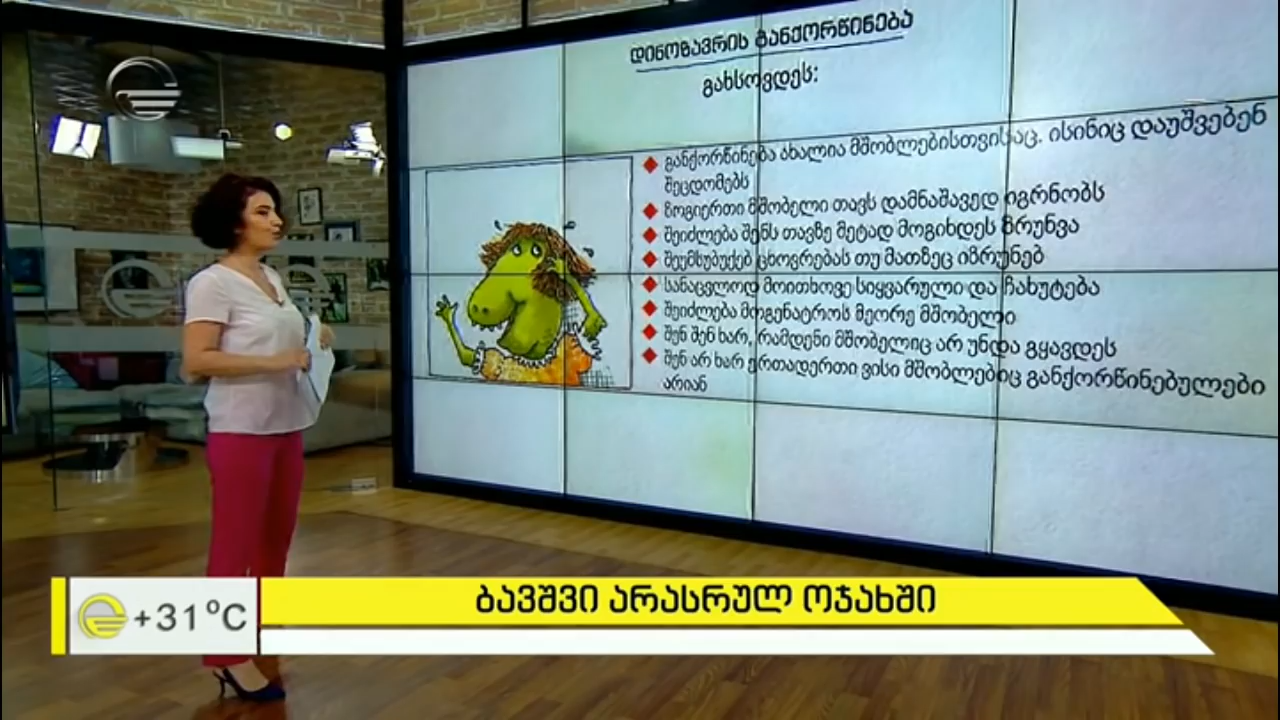 დინოზავრის განქორწინება
გახსოვდეს:
განქორწინება ახალია მშობლებისთვისაც. ისინიც დაუშვებენ
შეცდომებს
ზოგიერთი მშობელი თავს დამნაშავედ იგრნობს
შეიძლება შენს თავზე მეტად მოგიხდეს ზრუნვა
შეუმსუბუქებ ცხოვრებას თუ მათზეც იზრუნებ
სანაცვლოდ მოითხოვე სიყვარული და ჩახუტება
შეიძლება მოგენატროს მეორე მშობელი
შენ შენ ხარ, რამდენი მშობელიც არ უნდა გყავდეს
შენ არ ხარ ერთადერთი ვისი მშობლებიც განქორწინებულები
არიან
ბავშვი არასრულ ოჯახში
+31°C